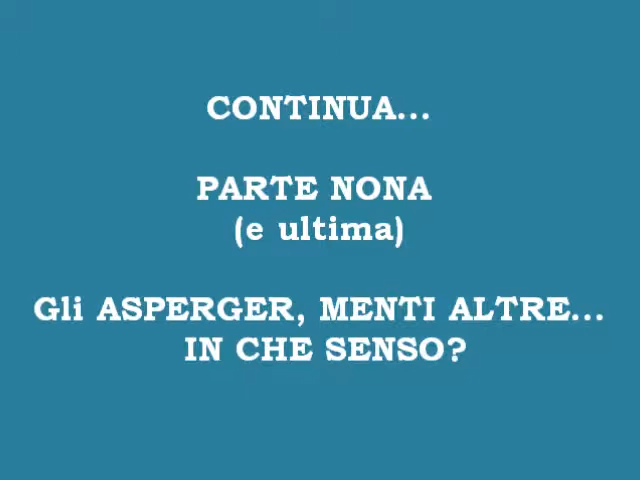 CONTINUA...
PARTE NONA
(e ultima)
Gli ASPERGER, MENTI ALTRE...
IN CHE SENSO?